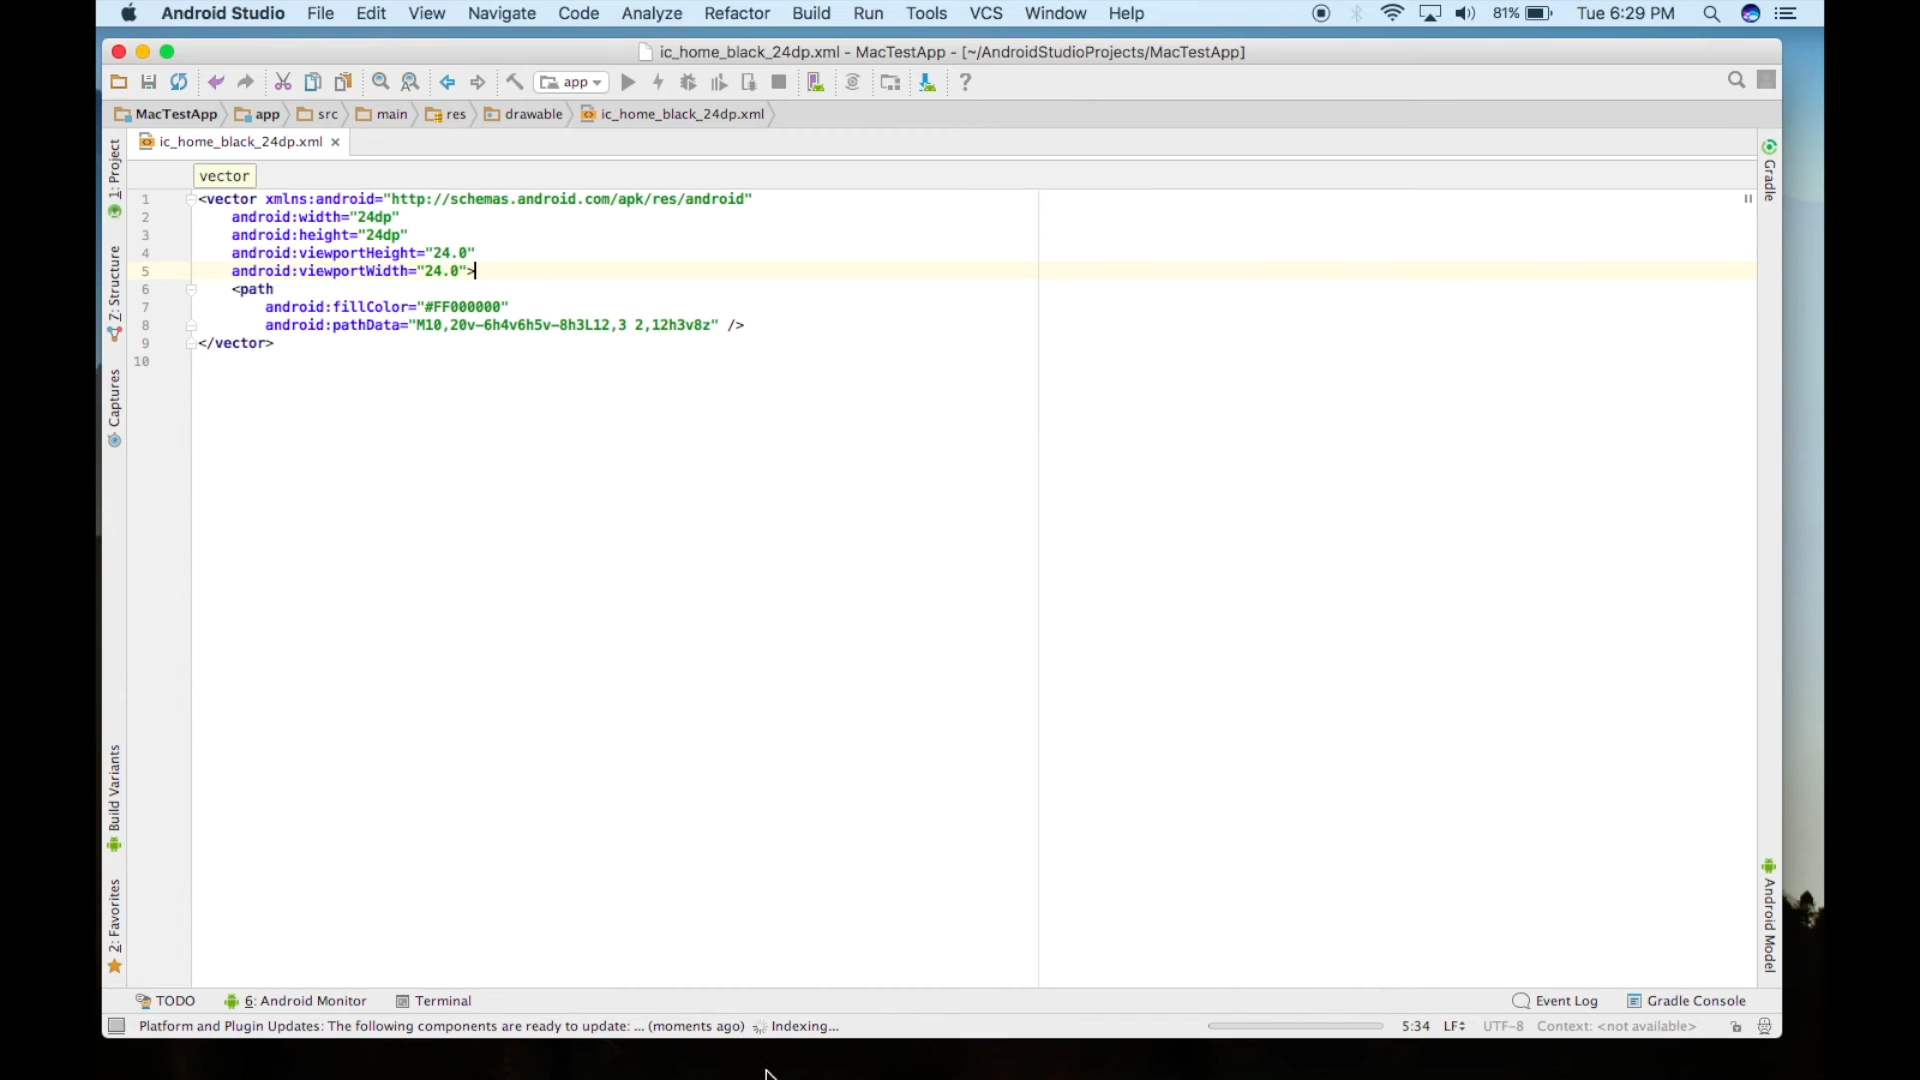 Android Studio File Edit View Navigate Code Analyze Refactor Build Run Tools VCS Window Help 81% Tue 6:29 PM
ic_home_black_24dp.xml - MacTestApp - [~/AndroidStudioProjects/MacTestApp]
app
MacTestApp app src main res drawable ic_home_black_24dp.xml
ic_home_black_24dp.xml
vector
1 <vector xmlns:android="http://schemas.android.com/apk/res/android"
2 android:width="24dp"
3 android:height="24dp"
4 android:viewportHeight="24.0"
5 android:viewportWidth="24.0">
6 <path
7 android:fillColor="#FF000000"
8 android:pathData="M10,20v-6h4v6h5v-8h3L12,3 2,12h3v8z" />
9 </vector>
10
1: Project
7: Structure
Captures
Build Variants
2: Favorites
Gradle
Android Model
TODO 6: Android Monitor Terminal Event Log Gradle Console
Platform and Plugin Updates: The following components are ready to update: ... (moments ago) Indexing... 5:34 LF UTF-8 Context: <not available>